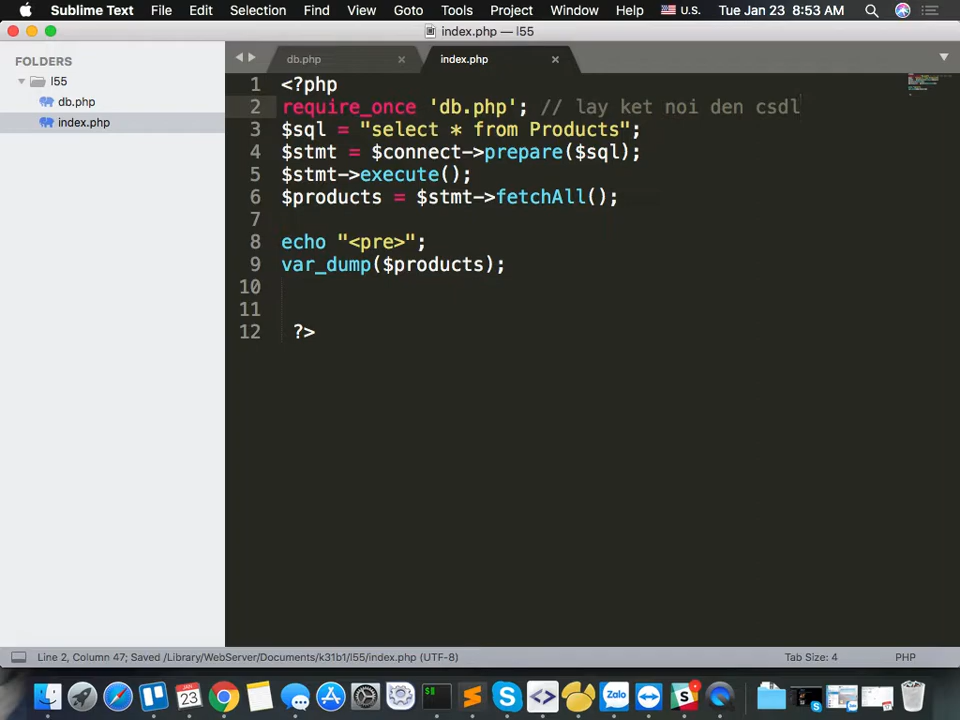 Sublime Text File Edit Selection Find View Goto Tools Project Window Help U.S. Tue Jan 23 8:53 AM
index.php — l55
FOLDERS
l55
db.php
index.php
db.php × index.php ×
1 <?php
2 require_once 'db.php'; // lay ket noi den csdl
3 $sql = "select * from Products";
4 $stmt = $connect->prepare($sql);
5 $stmt->execute();
6 $products = $stmt->fetchAll();
7
8 echo "<pre>";
9 var_dump($products);
10
11
12 ?>
Line 2, Column 47; Saved /Library/WebServer/Documents/k31b1/l55/index.php (UTF-8) Tab Size: 4 PHP
23
Zalo